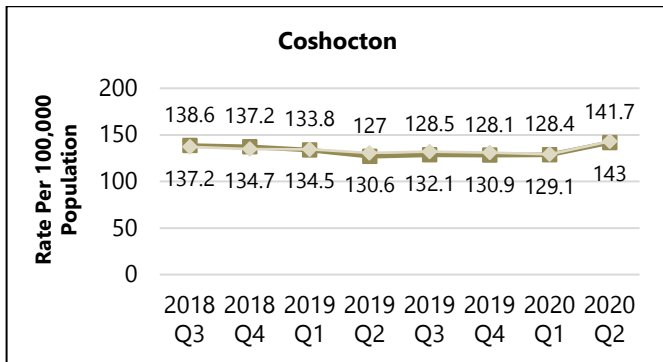 Coshocton
Rate Per 100,000
Population
200
150
100
50
0
138.6 137.2 133.8 127 128.5 128.1 128.4 141.7
137.2 134.7 134.5 130.6 132.1 130.9 129.1 143
2018 2018 2019 2019 2019 2019 2020 2020
Q3 Q4 Q1 Q2 Q3 Q4 Q1 Q2